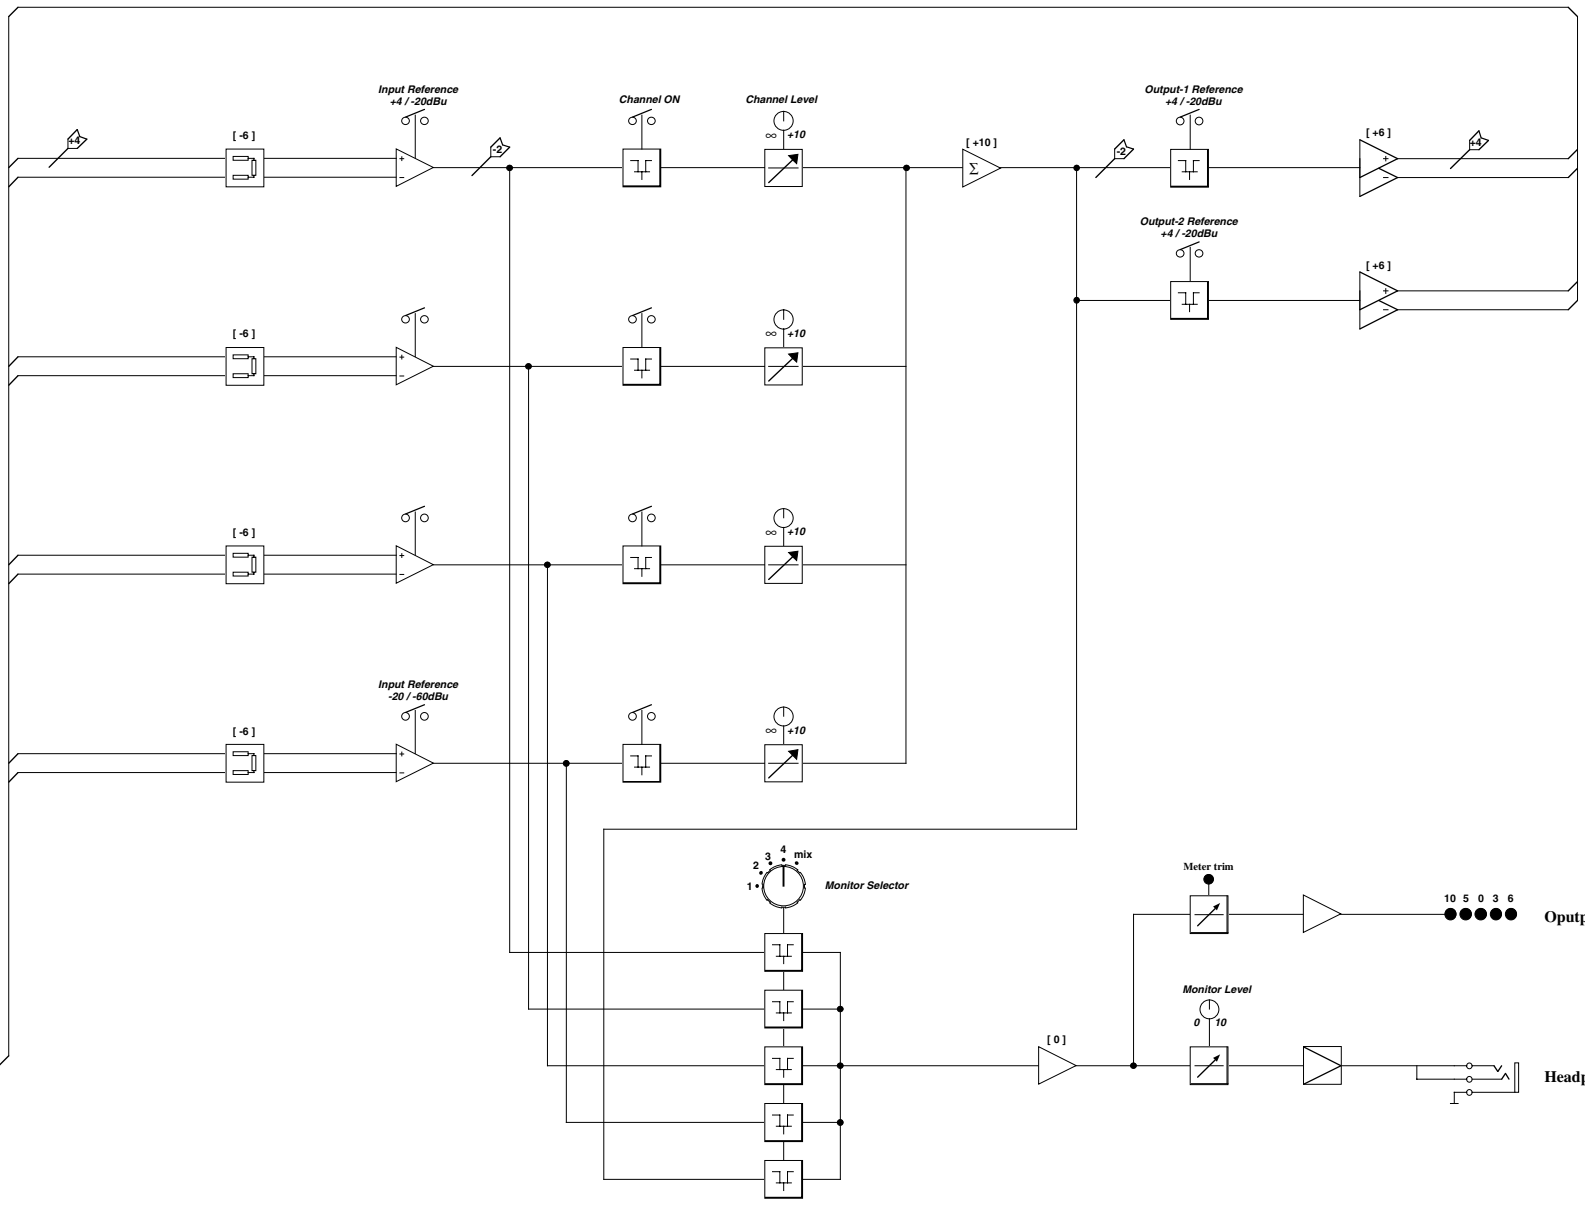 Input Reference
+4 / -20dBu
Channel ON
Channel Level
Output-1 Reference
+4 / -20dBu
+4
[ -6 ]
+
−
-2
∞ +10
[ +10 ]
Σ
-2
[ +6 ]
+
−
+4
Output-2 Reference
+4 / -20dBu
[ +6 ]
+
−
[ -6 ]
+
−
∞ +10
[ -6 ]
+
−
∞ +10
Input Reference
-20 / -60dBu
[ -6 ]
+
−
∞ +10
1 2 3 4 mix
Monitor Selector
Meter trim
10 5 0 3 6
Monitor Level
0 10
[ 0 ]